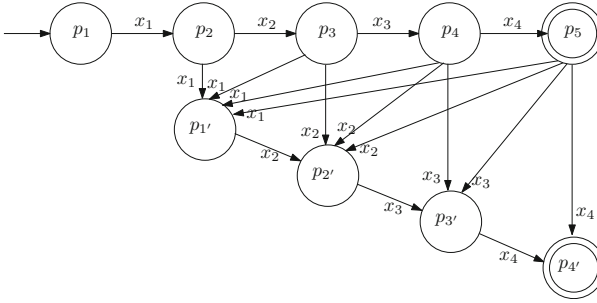 p₁ x₁ p₂ x₂ p₃ x₃ p₄ x₄ p₅
x₁ x₁ x₁ x₁
p₁′ x₂ x₂ x₂
x₂ p₂′ x₃ x₃
x₃ p₃′ x₄
x₄ p₄′